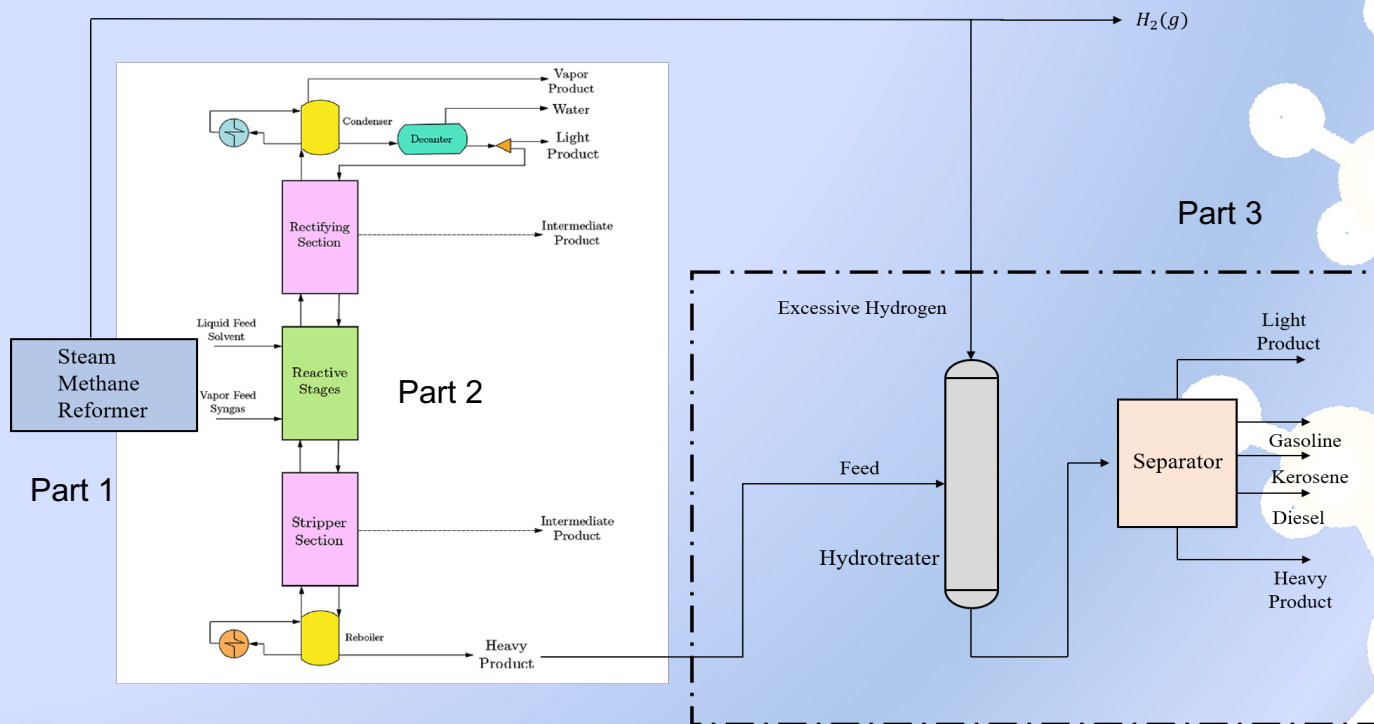 H₂(g)
Vapor
Product
Water
Condenser
Decanter
Light
Product
Rectifying
Section
Intermediate
Product
Part 3
Excessive Hydrogen
Liquid Feed
Solvent
Steam
Methane
Reformer
Reactive
Stages
Part 2
Vapor Feed
Syngas
Light
Product
Gasoline
Separator
Kerosene
Diesel
Feed
Part 1
Stripper
Section
Intermediate
Product
Hydrotreater
Heavy
Product
Reboiler
Heavy
Product